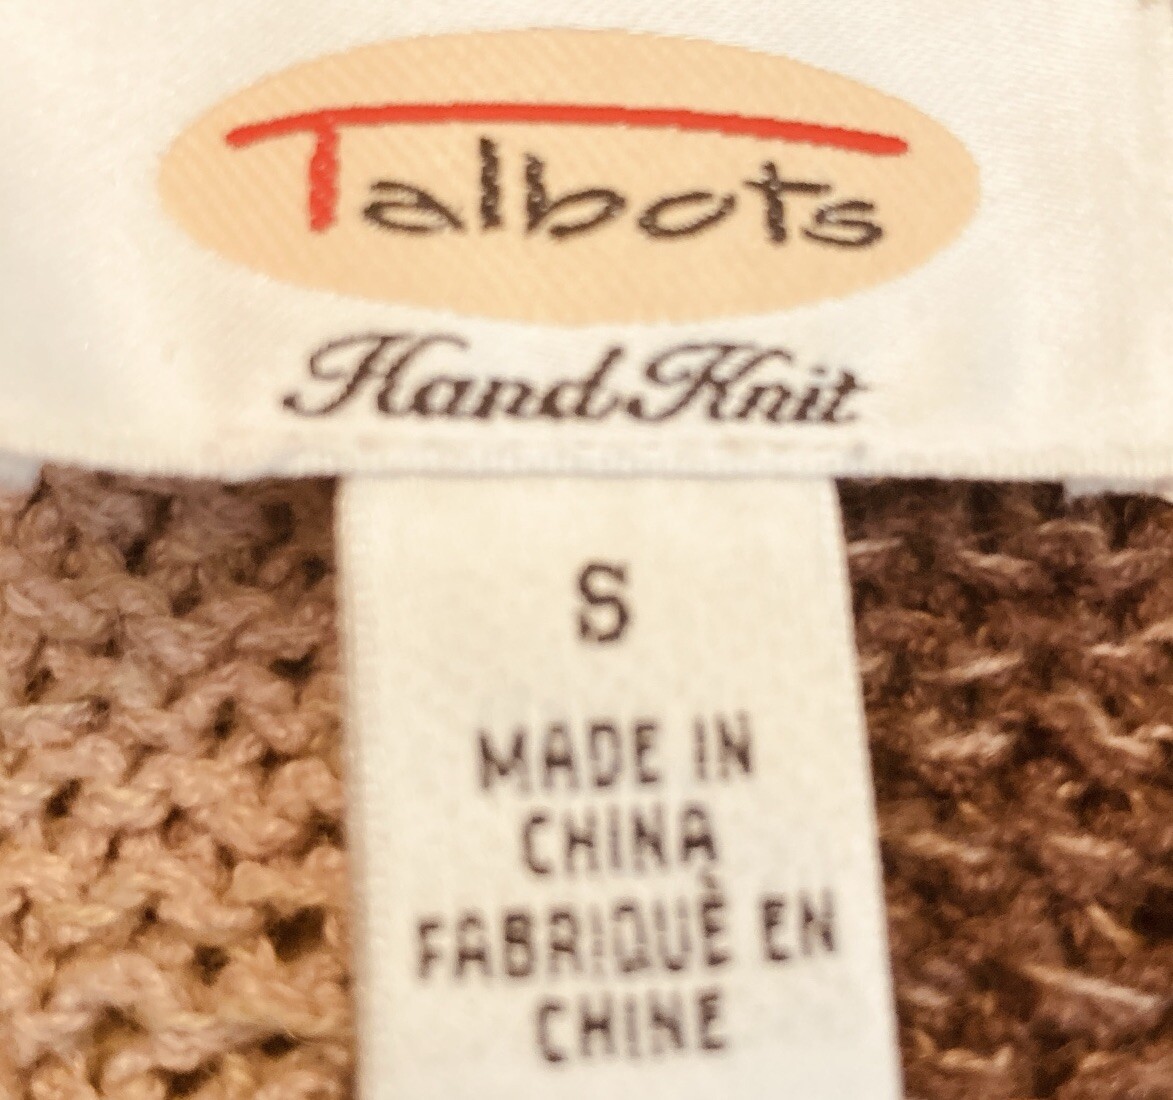 Talbots
Hand Knit
S
MADE IN
CHINA
FABRIQUÈ EN
CHINE